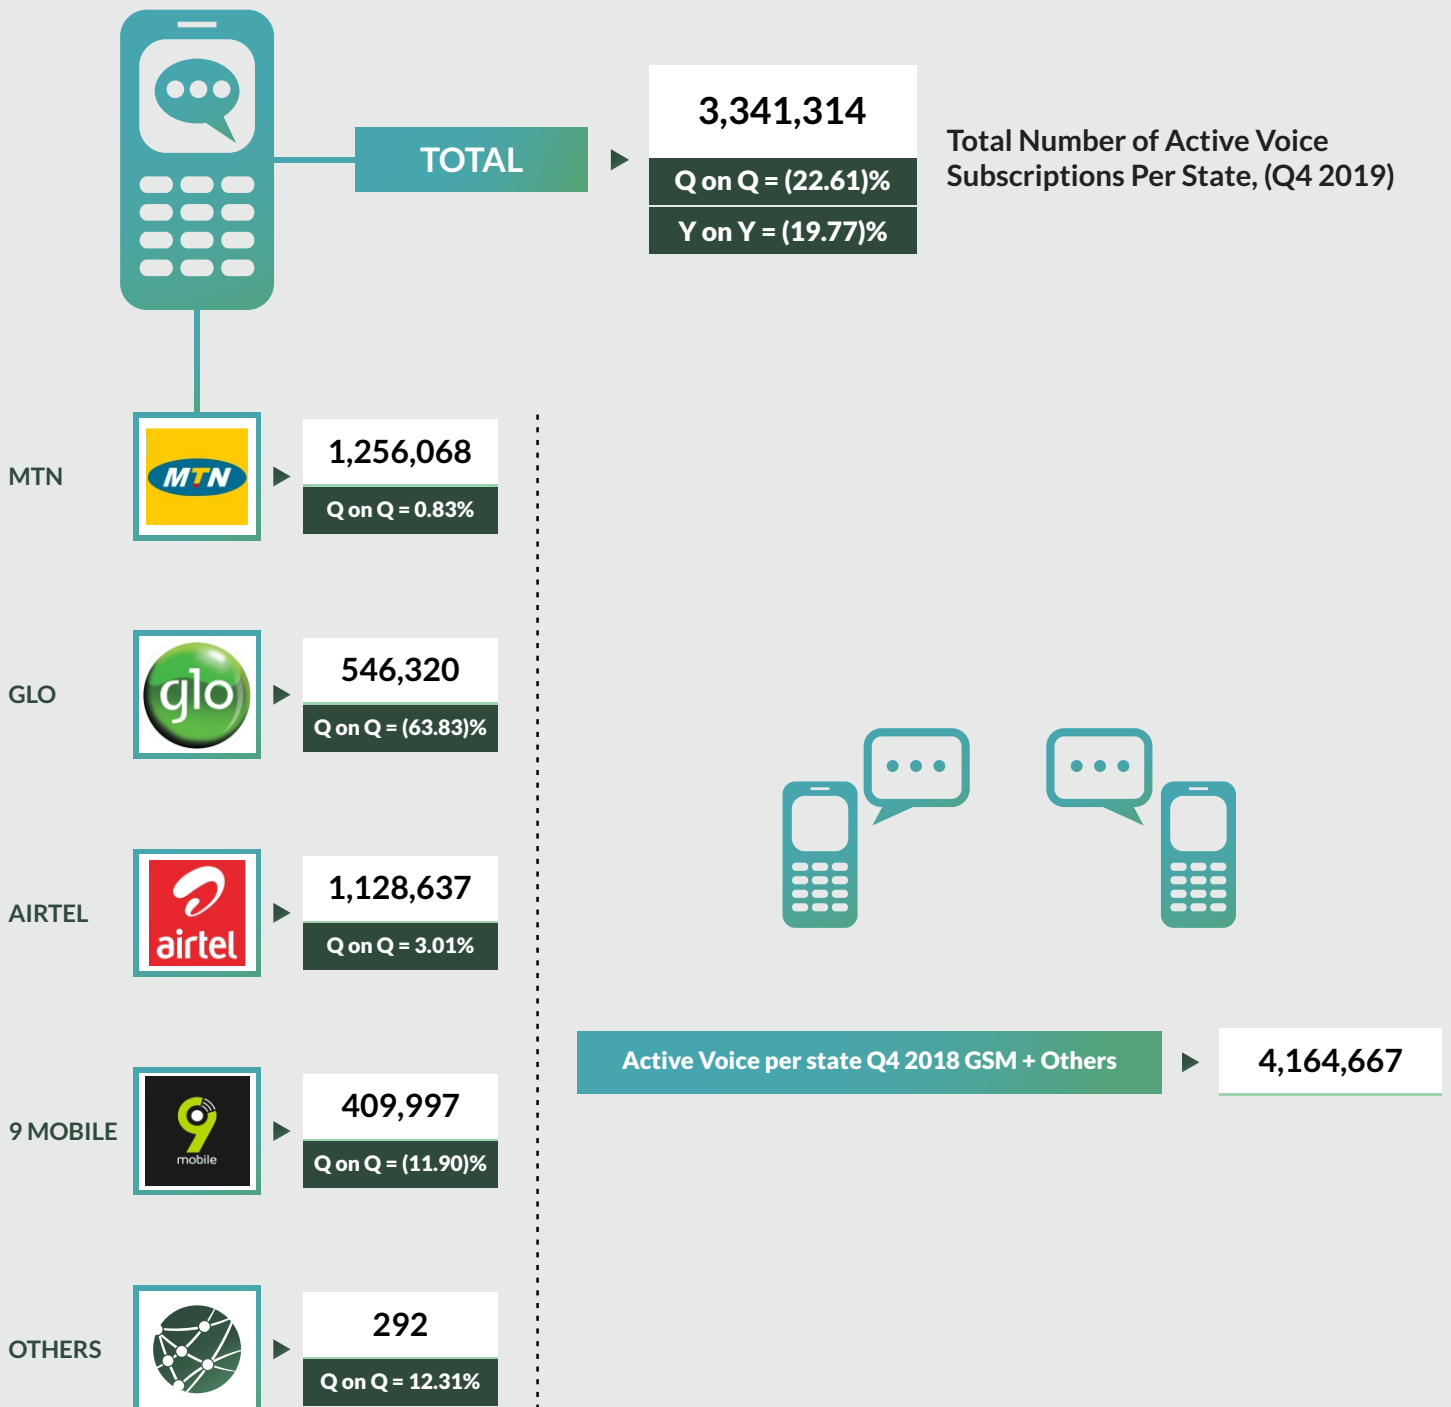 TOTAL
3,341,314
Q on Q = (22.61)%
Y on Y = (19.77)%
Total Number of Active Voice
Subscriptions Per State, (Q4 2019)
MTN
MTN
1,256,068
Q on Q = 0.83%
GLO
glo
546,320
Q on Q = (63.83)%
AIRTEL
airtel
1,128,637
Q on Q = 3.01%
Active Voice per state Q4 2018 GSM + Others
4,164,667
9 MOBILE
9
mobile
409,997
Q on Q = (11.90)%
OTHERS
292
Q on Q = 12.31%